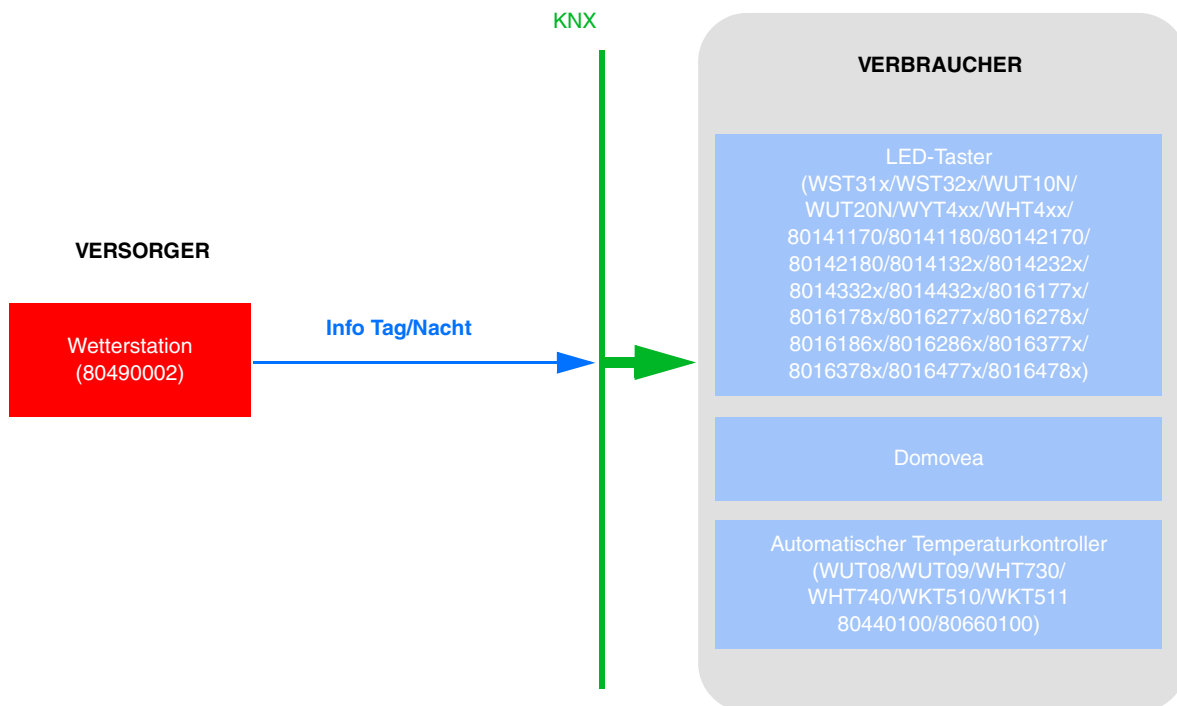 KNX
VERSORGER
Wetterstation
(80490002)
Info Tag/Nacht
VERBRAUCHER
LED-Taster
(WST31x/WST32x/WUT10N/
WUT20N/WYT4xx/WHT4xx/
80141170/80141180/80142170/
80142180/8014132x/8014232x/
8014332x/8014432x/8016177x/
8016178x/8016277x/8016278x/
8016186x/8016286x/8016377x/
8016378x/8016477x/8016478x)
Domovea
Automatischer Temperaturkontroller
(WUT08/WUT09/WHT730/
WHT740/WKT510/WKT511
80440100/80660100)